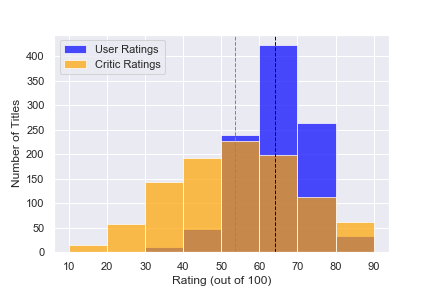 User Ratings
Critic Ratings
Number of Titles
400
350
300
250
200
150
100
50
0
10 20 30 40 50 60 70 80 90
Rating (out of 100)